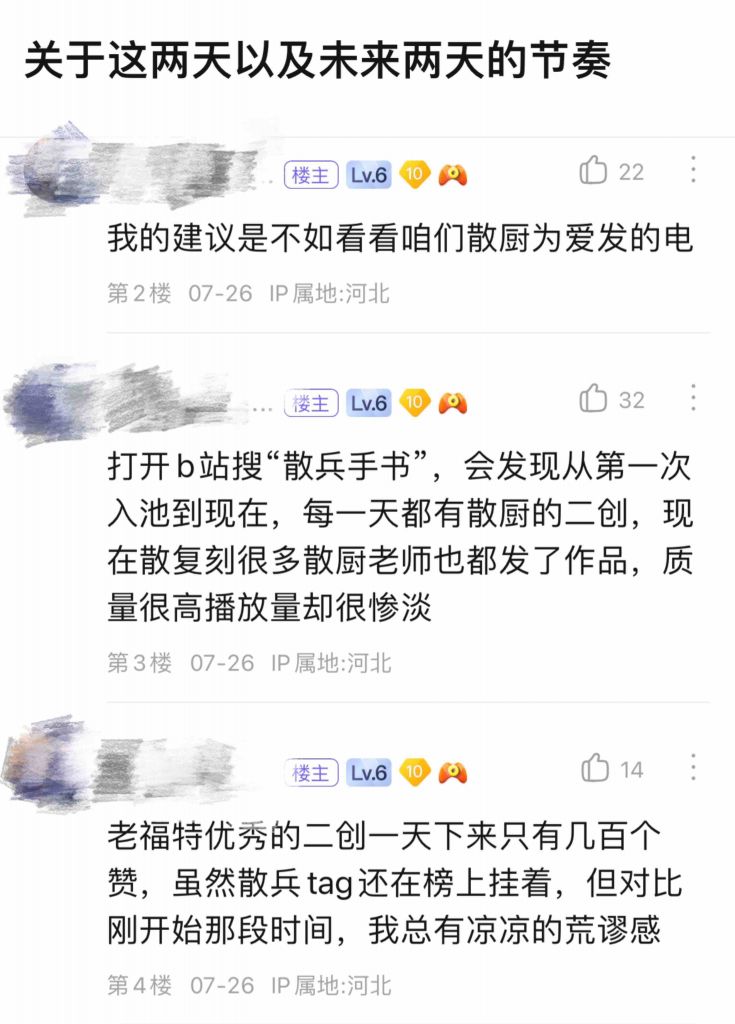 关于这两天以及未来两天的节奏
... 楼主 Lv.6 10 22
我的建议是不如看看咱们散厨为爱发的电
第2楼 07-26 IP属地:河北
... 楼主 Lv.6 10 32
打开b站搜“散兵手书”，会发现从第一次
入池到现在，每一天都有散厨的二创，现
在散复刻很多散厨老师也都发了作品，质
量很高播放量却很惨淡
第3楼 07-26 IP属地:河北
楼主 Lv.6 10 14
老福特优秀的二创一天下来只有几百个
赞，虽然散兵tag还在榜上挂着，但对比
刚开始那段时间，我总有凉凉的荒谬感
第4楼 07-26 IP属地:河北